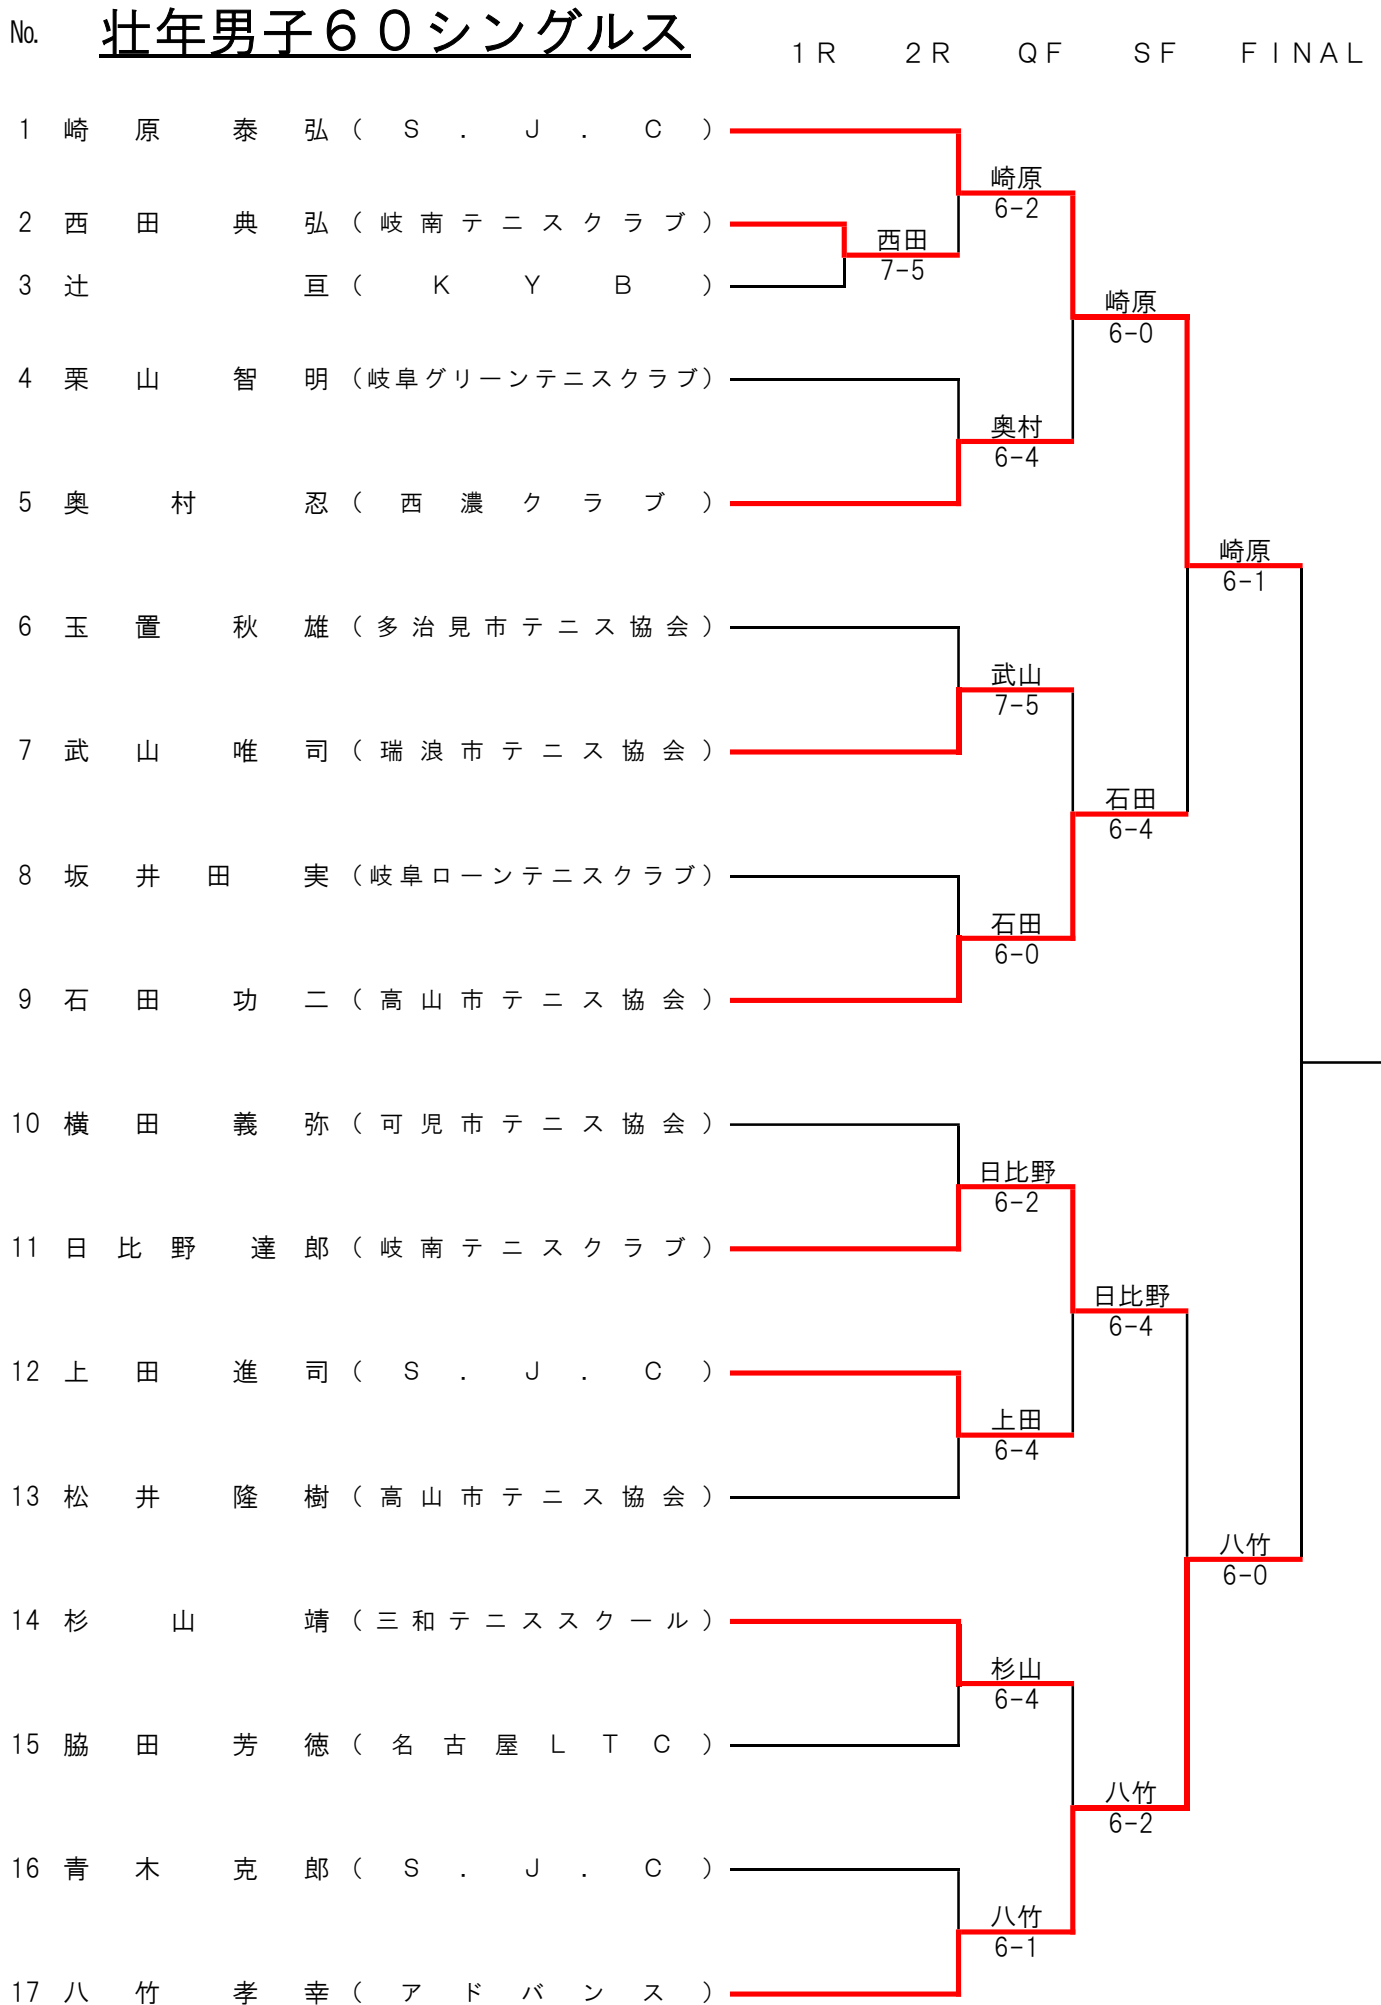 No. 壮年男子６０シングルス 1R 2R QF SF FINAL
1 崎原 泰弘 (S.J.C)
崎原
6-2
2 西田 典弘 (岐南テニスクラブ)
西田
7-5
3 辻 亘 (KYB)
崎原
6-0
4 栗山 智明 (岐阜グリーンテニスクラブ)
奥村
6-4
5 奥村 忍 (西濃クラブ)
崎原
6-1
6 玉置 秋雄 (多治見市テニス協会)
武山
7-5
7 武山 唯司 (瑞浪市テニス協会)
石田
6-4
8 坂井田 実 (岐阜ローンテニスクラブ)
石田
6-0
9 石田 功二 (高山市テニス協会)
10 横田 義弥 (可児市テニス協会)
日比野
6-2
11 日比野 達郎 (岐南テニスクラブ)
日比野
6-4
12 上田 進司 (S.J.C)
上田
6-4
13 松井 隆樹 (高山市テニス協会)
八竹
6-0
14 杉山 靖 (三和テニススクール)
杉山
6-4
15 脇田 芳徳 (名古屋LTC)
八竹
6-2
16 青木 克郎 (S.J.C)
八竹
6-1
17 八竹 孝幸 (アドバンス)